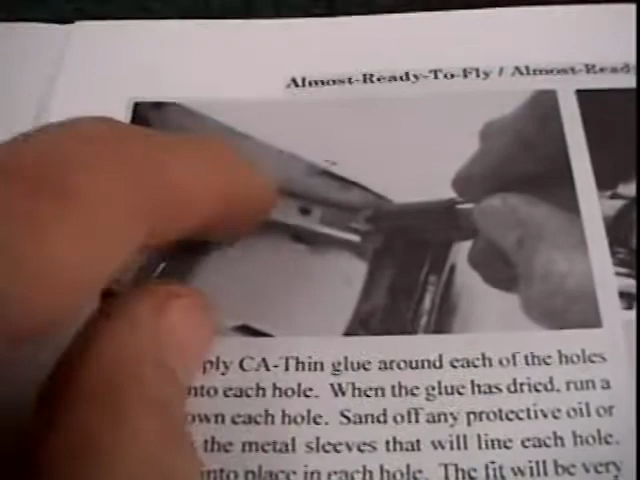 Almost-Ready-To-Fly / Almost-Read
ply CA-Thin glue around each of the holes
nto each hole. When the glue has dried, run a
own each hole. Sand off any protective oil or
the metal sleeves that will line each hole.
into place in each hole. The fit will be very